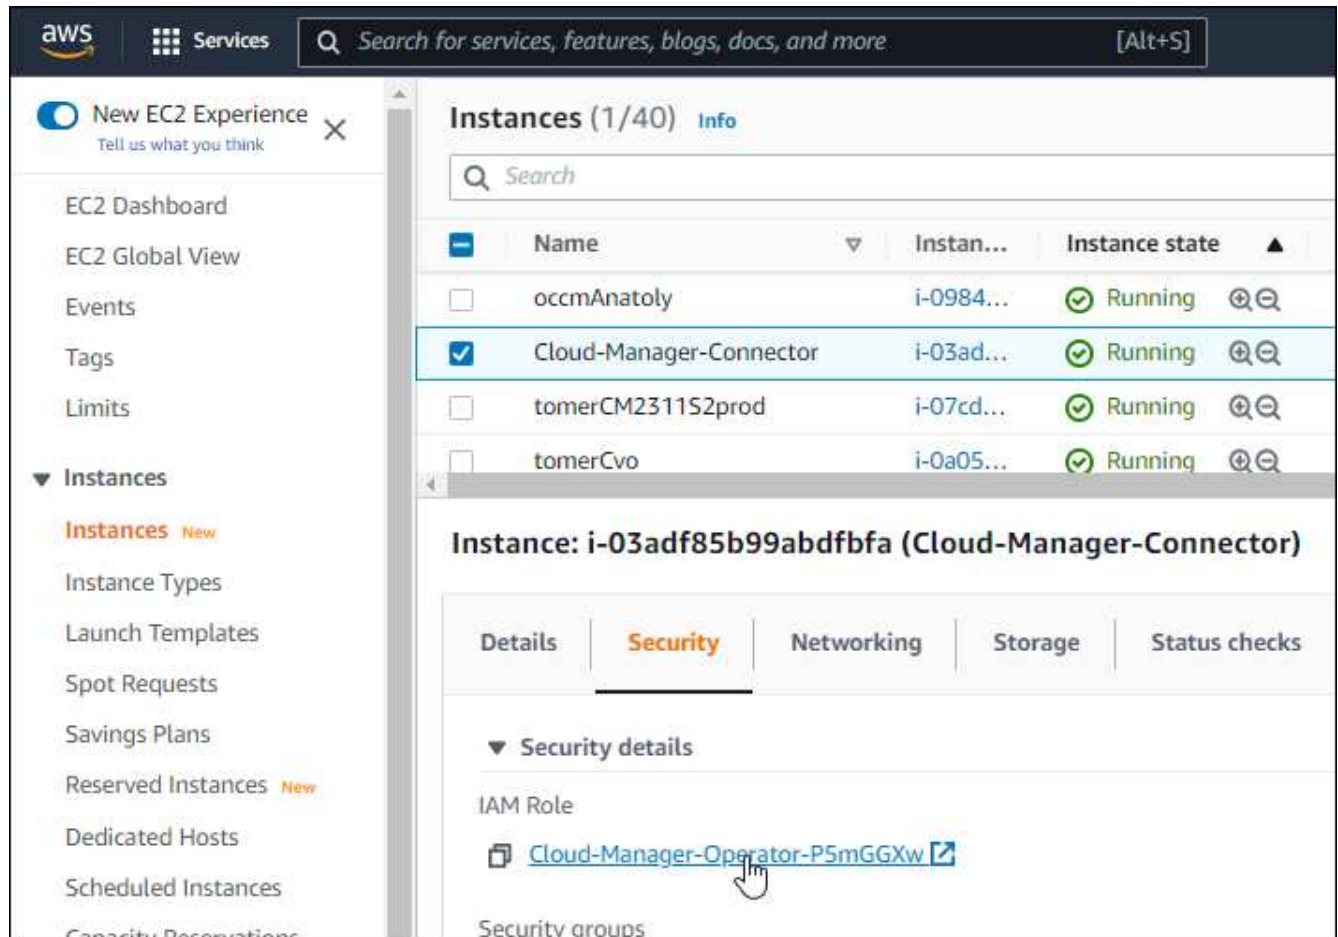 aws Services Search for services, features, blogs, docs, and more [Alt+S]
New EC2 Experience
Tell us what you think
EC2 Dashboard
EC2 Global View
Events
Tags
Limits
Instances
Instances New
Instance Types
Launch Templates
Spot Requests
Savings Plans
Reserved Instances New
Dedicated Hosts
Scheduled Instances
Capacity Reservations
Instances (1/40) Info
Search
Name Instan... Instance state
occmAnatoly i-0984... Running
Cloud-Manager-Connector i-03ad... Running
tomerCM2311S2prod i-07cd... Running
tomerCvo i-0a05... Running
Instance: i-03adf85b99abdfbfa (Cloud-Manager-Connector)
Details Security Networking Storage Status checks
Security details
IAM Role
Cloud-Manager-Operator-P5mGGXw
Security groups